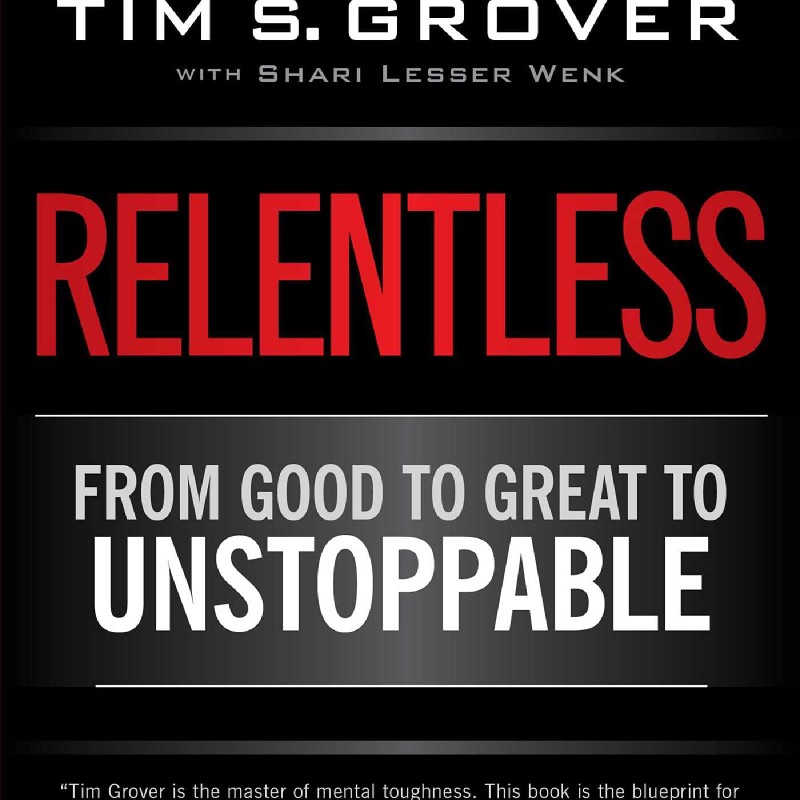 TIM S. GROVER
WITH SHARI LESSER WENK
RELENTLESS
FROM GOOD TO GREAT TO
UNSTOPPABLE
“Tim Grover is the master of mental toughness. This book is the blueprint for